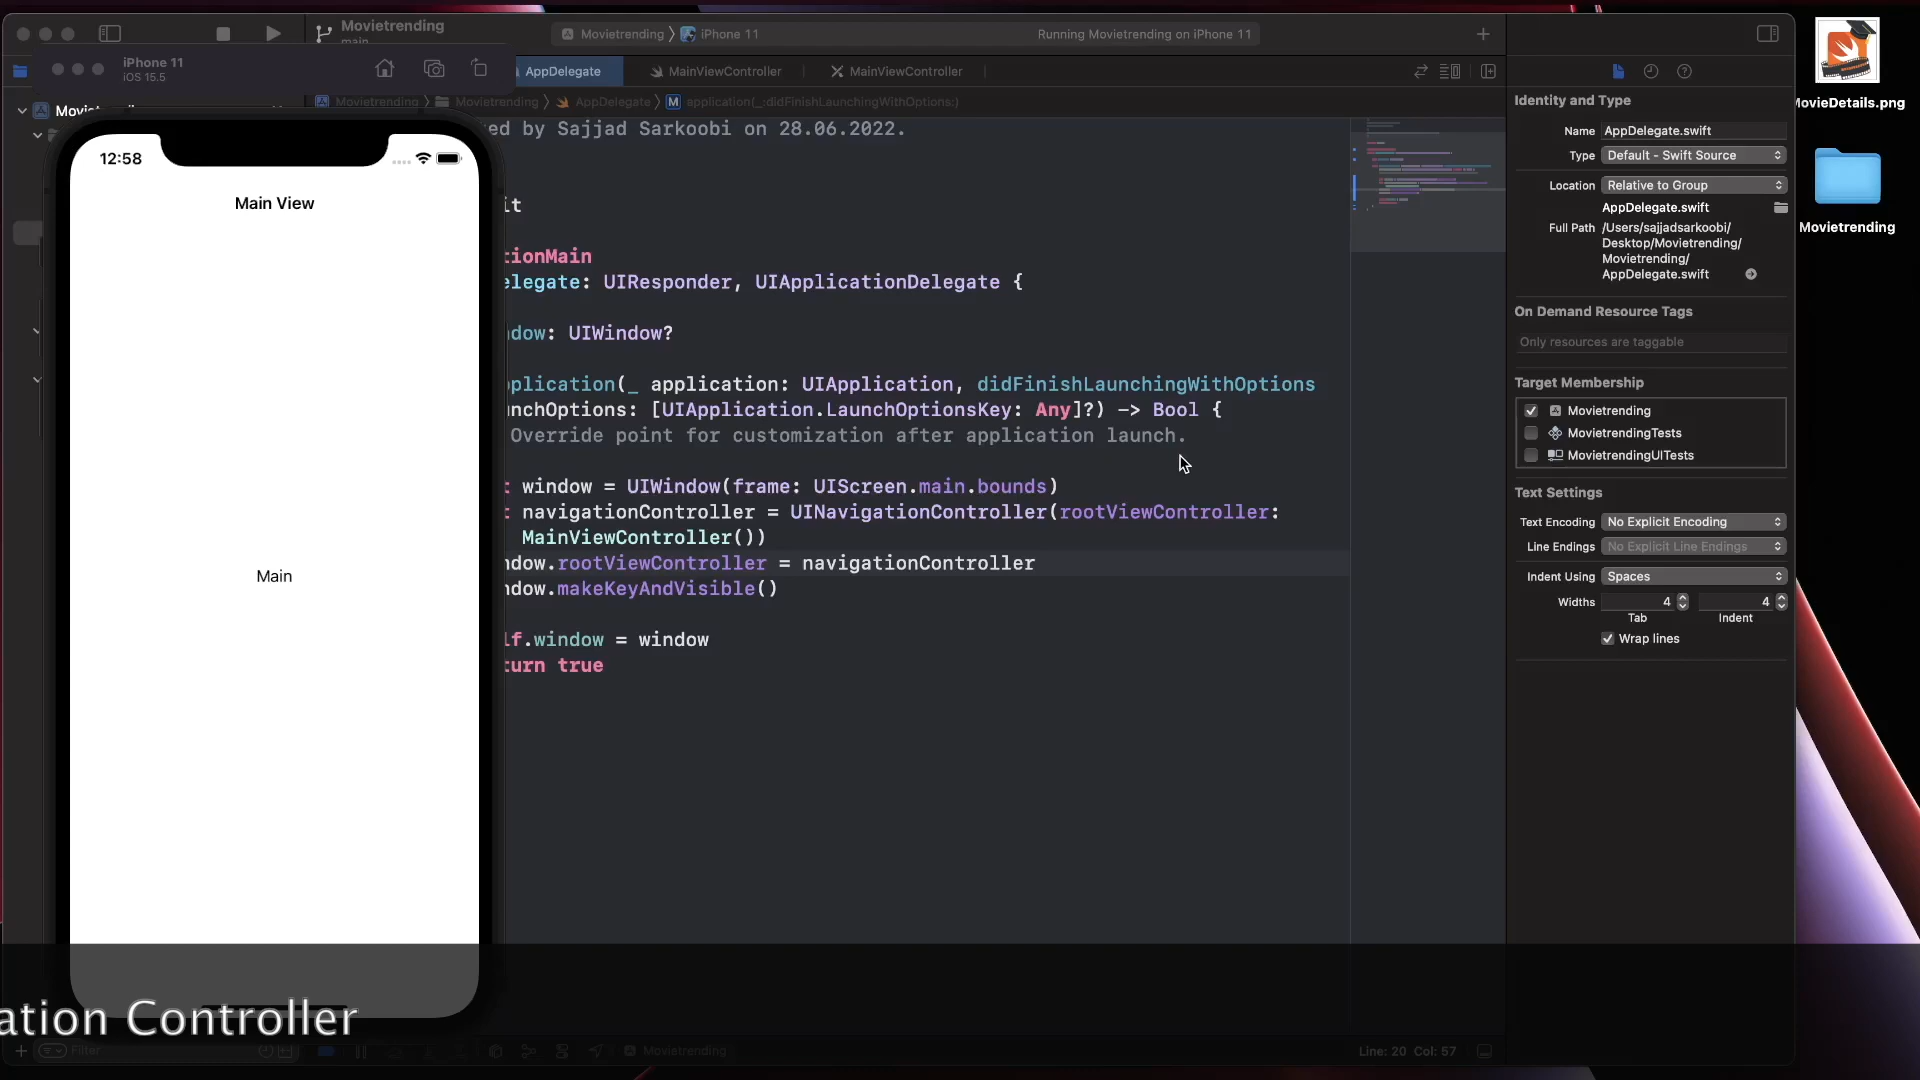 Movietrending
main
Movietrending
iPhone 11
Running Movietrending on iPhone 11
iPhone 11
iOS 15.5
AppDelegate
MainViewController
MainViewController
Movietrending
Movietrending
AppDelegate
M
application(_:didFinishLaunchingWithOptions:)
12:58
Main View
Main
ed by Sajjad Sarkoobi on 28.06.2022.
it
tionMain
elegate: UIResponder, UIApplicationDelegate {
dow: UIWindow?
plication(_ application: UIApplication, didFinishLaunchingWithOptions
nchOptions: [UIApplication.LaunchOptionsKey: Any]?) -> Bool {
Override point for customization after application launch.
t window = UIWindow(frame: UIScreen.main.bounds)
t navigationController = UINavigationController(rootViewController:
MainViewController())
ndow.rootViewController = navigationController
ndow.makeKeyAndVisible()
lf.window = window
turn true
Identity and Type
Name AppDelegate.swift
Type Default - Swift Source
Location Relative to Group
AppDelegate.swift
Full Path /Users/sajjadsarkoobi/
Desktop/Movietrending/
Movietrending/
AppDelegate.swift
On Demand Resource Tags
Only resources are taggable
Target Membership
Movietrending
MovietrendingTests
MovietrendingUITests
Text Settings
Text Encoding No Explicit Encoding
Line Endings No Explicit Line Endings
Indent Using Spaces
Widths 4 4
Tab Indent
Wrap lines
MovieDetails.png
Movietrending
ation Controller
Filter
Movietrending
Line: 20 Col: 57